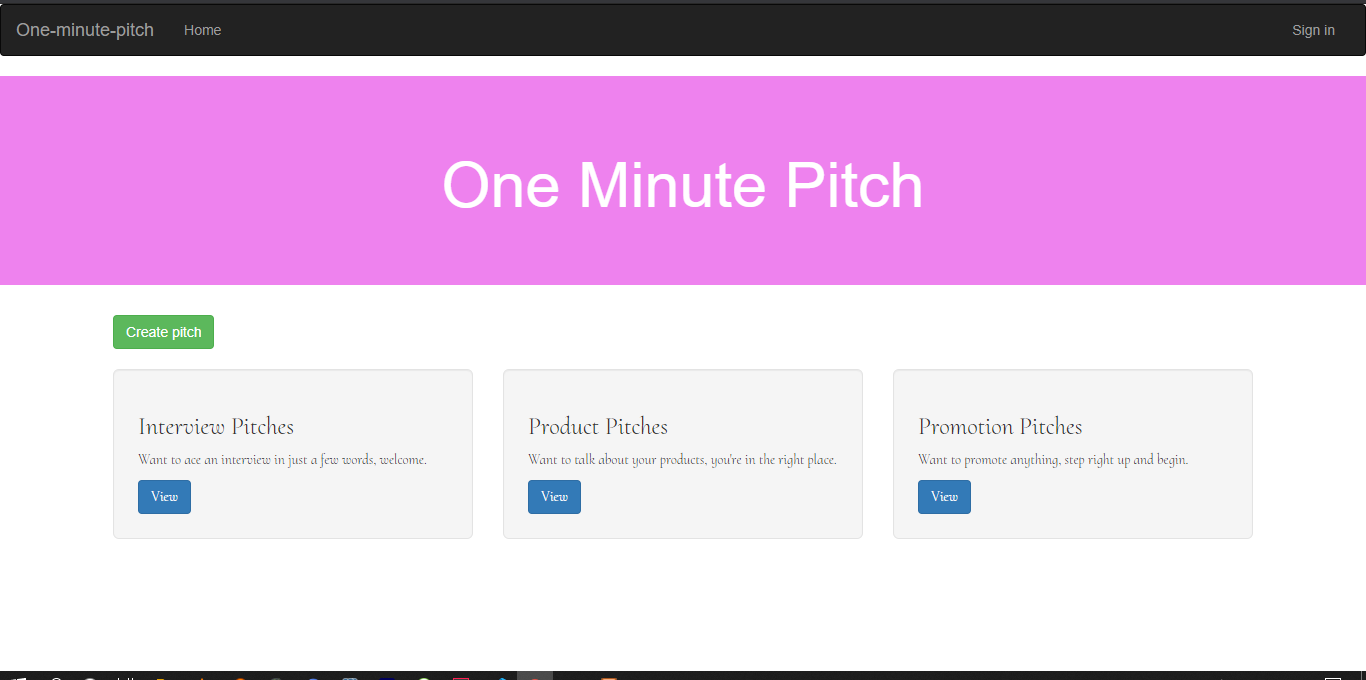 One-minute-pitch Home Sign in
One Minute Pitch
Create pitch
Interview Pitches
Want to ace an interview in just a few words, welcome.
View
Product Pitches
Want to talk about your products, you're in the right place.
View
Promotion Pitches
Want to promote anything, step right up and begin.
View